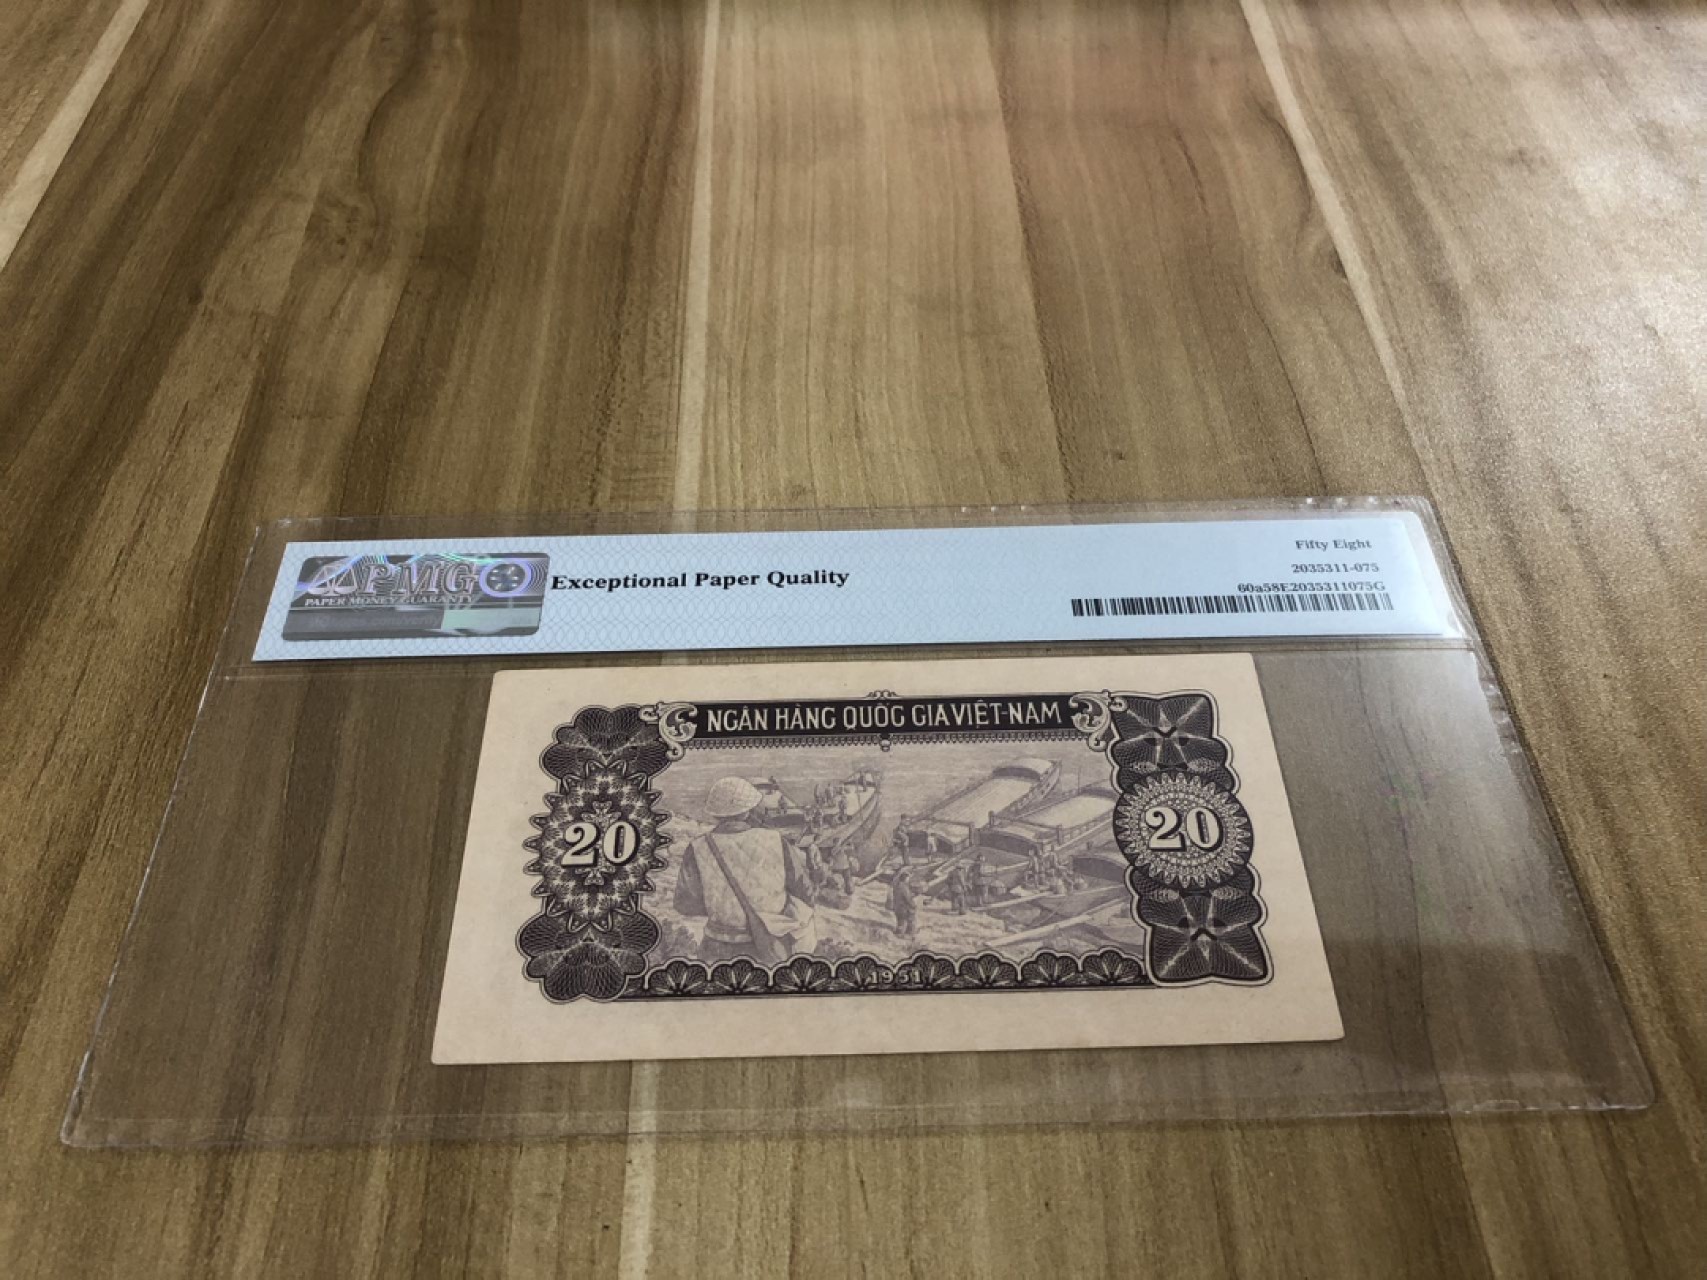 PMG
PAPER MONEY GUARANTY
Exceptional Paper Quality
Fifty Eight
2035311-075
60a58E2035311075G
NGÂN HÀNG QUỐC GIA VIỆT-NAM
20
20
1951